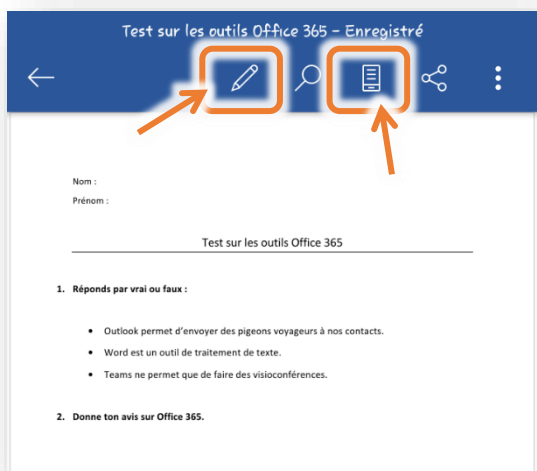 Test sur les outils Office 365 – Enregistré
Nom :
Prénom :
Test sur les outils Office 365
1. Réponds par vrai ou faux :
• Outlook permet d'envoyer des pigeons voyageurs à nos contacts.
• Word est un outil de traitement de texte.
• Teams ne permet que de faire des visioconférences.
2. Donne ton avis sur Office 365.